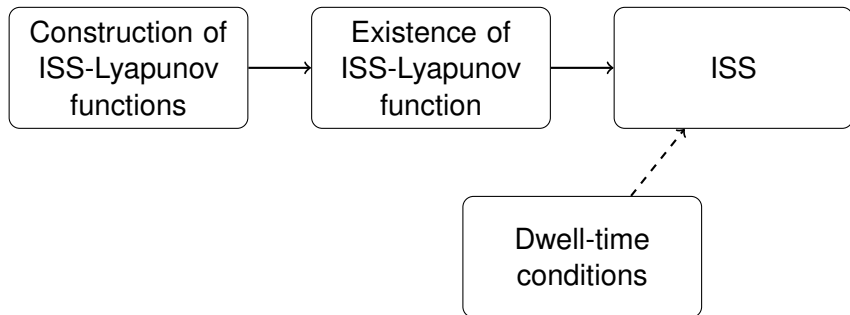 Construction of
ISS-Lyapunov
functions
Existence of
ISS-Lyapunov
function
ISS
Dwell-time
conditions